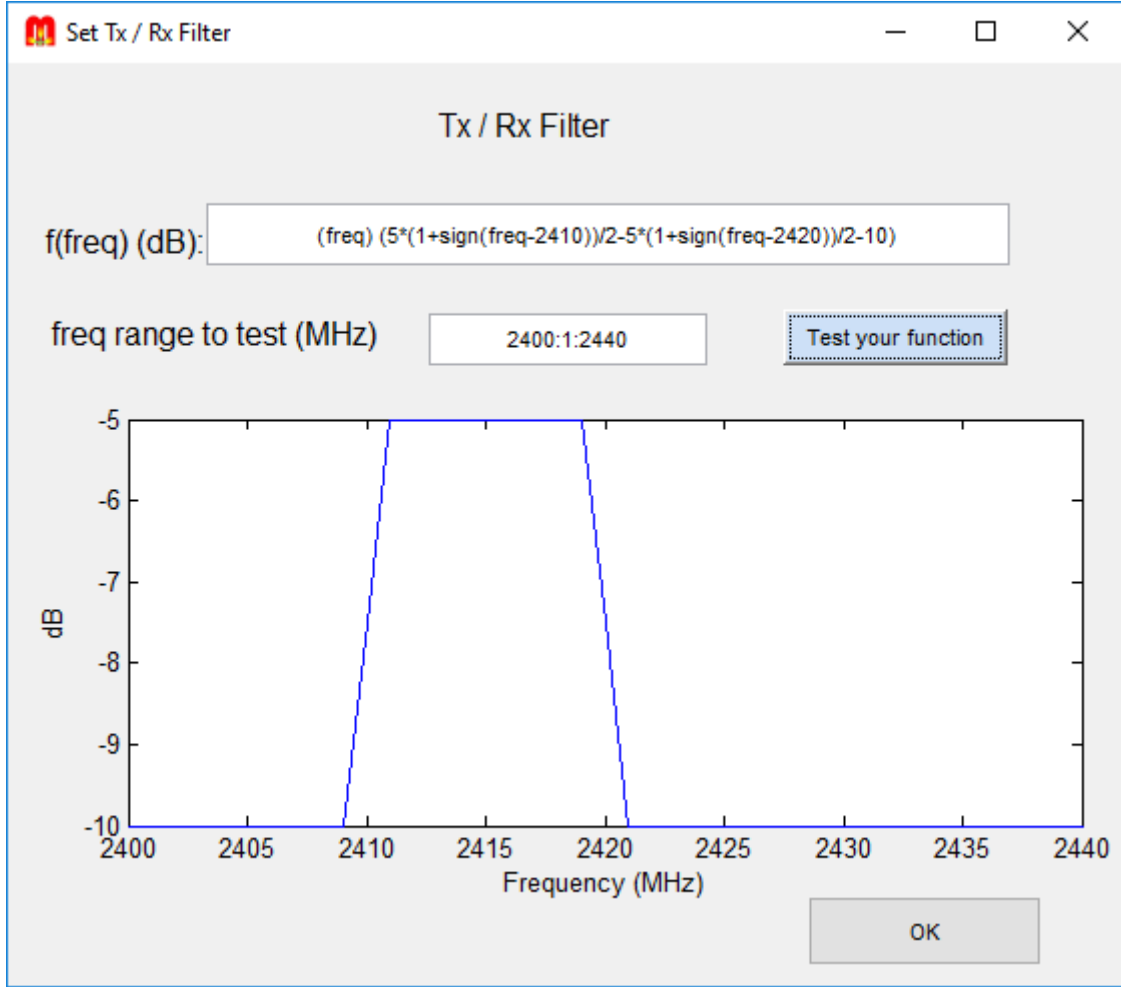 Set Tx / Rx Filter
Tx / Rx Filter
f(freq) (dB):
(freq) (5*(1+sign(freq-2410))/2-5*(1+sign(freq-2420))/2-10)
freq range to test (MHz)
2400:1:2440
Test your function
-5
-6
-7
-8
-9
-10
dB
2400 2405 2410 2415 2420 2425 2430 2435 2440
Frequency (MHz)
OK